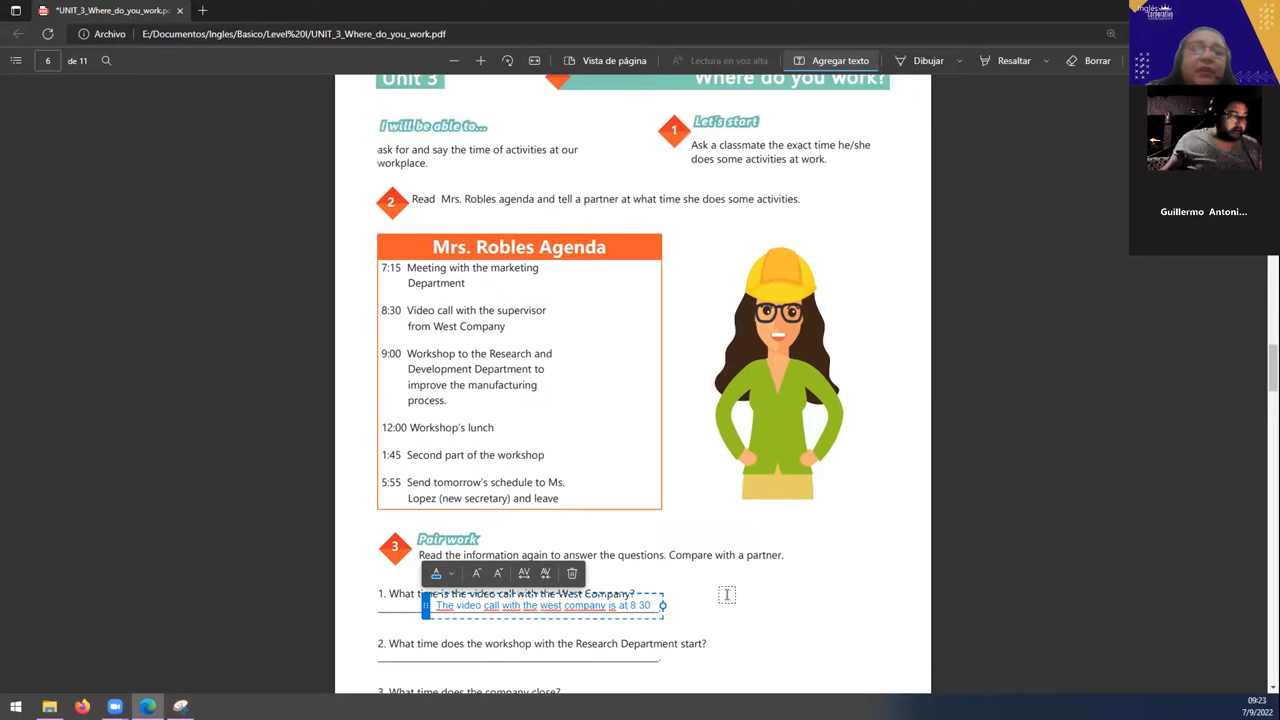 *UNIT_3_Where_do_you_work.p
Archivo
E:/Documentos/Ingles/Basico/Level I/UNIT_3_Where_do_you_work.pdf
6 de 11
Vista de página
Lectura en voz alta
Agregar texto
Dibujar
Resaltar
Borrar
Inglés
Corporativo
Guillermo Antoni...
Unit 3
Where do you work?
I will be able to...
ask for and say the time of activities at our
workplace.
1 Let's start
Ask a classmate the exact time he/she
does some activities at work.
2 Read Mrs. Robles agenda and tell a partner at what time she does some activities.
Mrs. Robles Agenda
7:15 Meeting with the marketing
Department
8:30 Video call with the supervisor
from West Company
9:00 Workshop to the Research and
Development Department to
improve the manufacturing
process.
12:00 Workshop's lunch
1:45 Second part of the workshop
5:55 Send tomorrow's schedule to Ms.
Lopez (new secretary) and leave
3 Pair work
Read the information again to answer the questions. Compare with a partner.
1. What time is the video call with the West Company?
The video call with the west company is at 8:30
2. What time does the workshop with the Research Department start?
3. What time does the company close?
09:23
7/9/2022